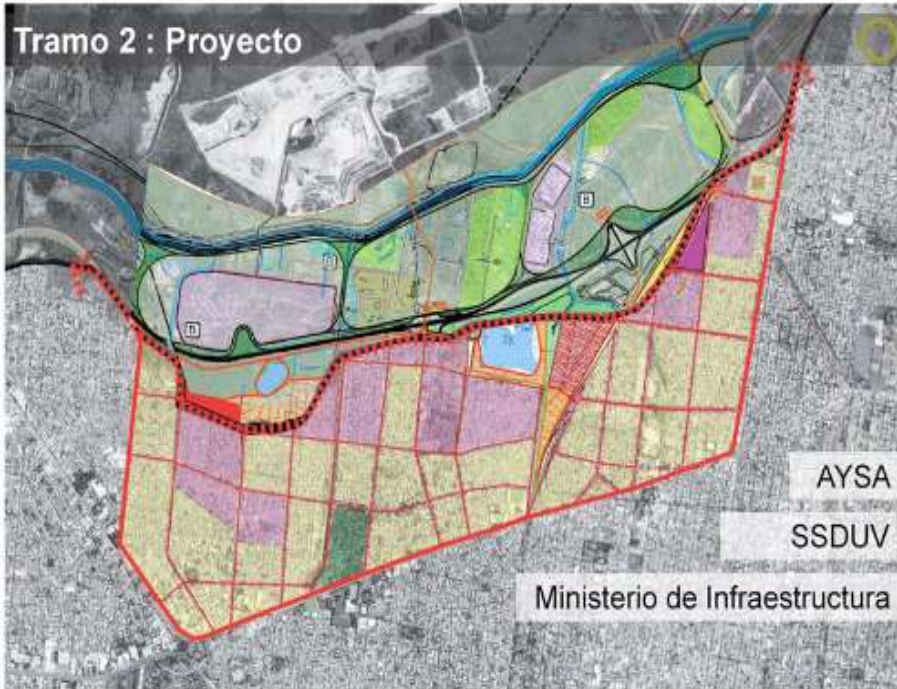 Tramo 2 : Proyecto
AYSA
SSDUV
Ministerio de Infraestructura